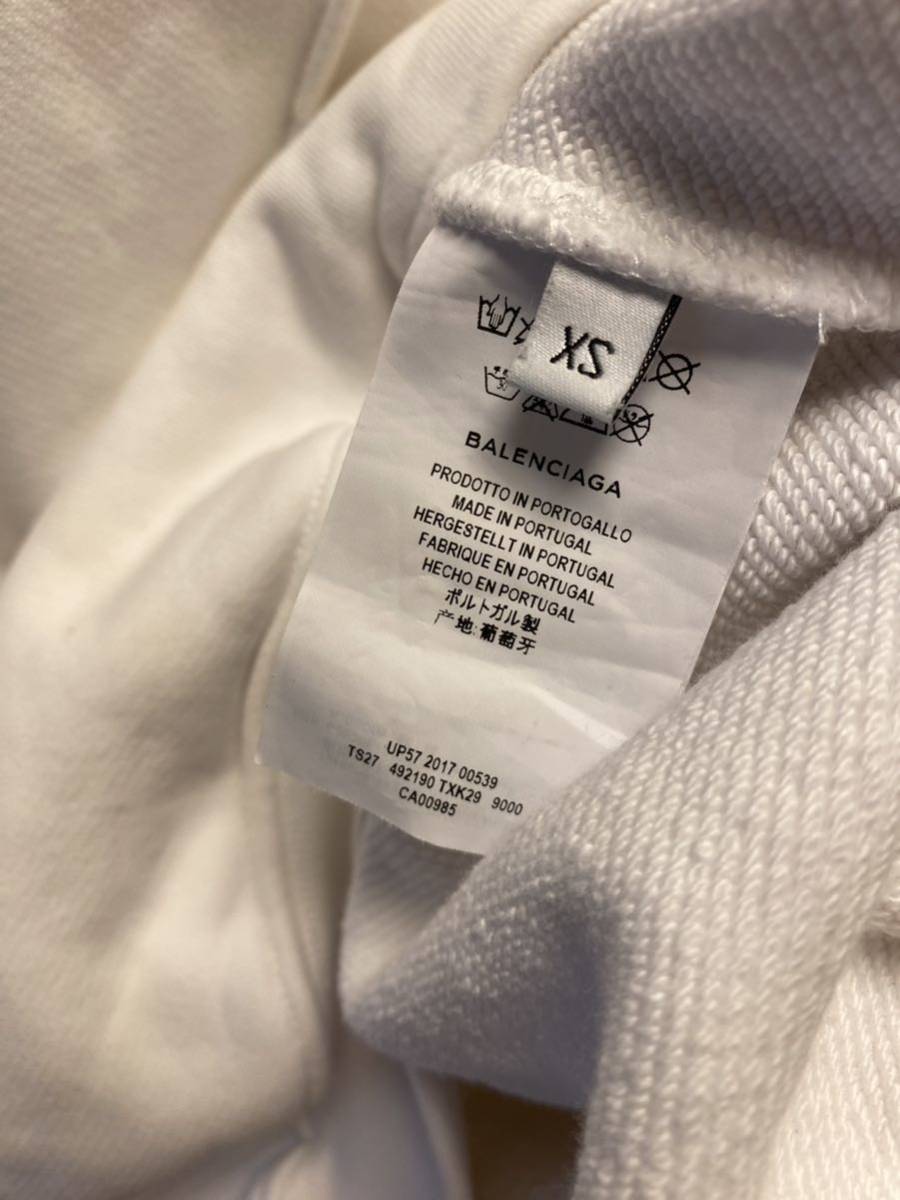 XS
BALENCIAGA
PRODOTTO IN PORTOGALLO
MADE IN PORTUGAL
HERGESTELLT IN PORTUGAL
FABRIQUE EN PORTUGAL
HECHO EN PORTUGAL
ポルトガル製
产地:葡萄牙
UP57 2017 00539
TS27 492190 TXK29 9000
CA00985